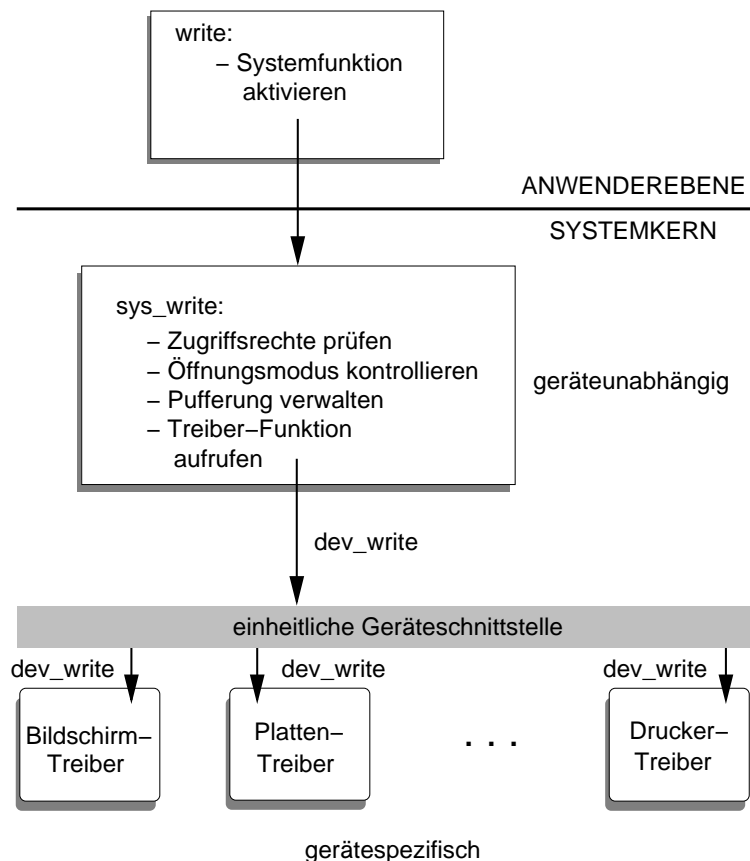 write:
– Systemfunktion
aktivieren
ANWENDEREBENE
SYSTEMKERN
sys_write:
– Zugriffsrechte prüfen
– Öffnungsmodus kontrollieren
– Pufferung verwalten
– Treiber–Funktion
aufrufen
geräteunabhängig
dev_write
einheitliche Geräteschnittstelle
dev_write
dev_write
dev_write
Bildschirm–
Treiber
Platten–
Treiber
. . .
Drucker–
Treiber
gerätespezifisch